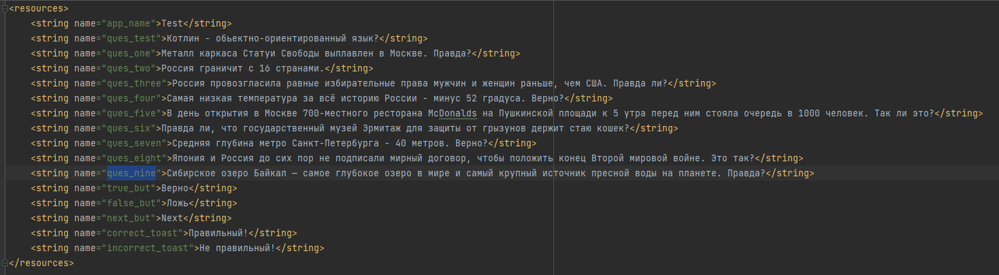 <resources>
<string name="app_name">Test</string>
<string name="ques_test">Котлин - обьектно-ориентированный язык?</string>
<string name="ques_one">Металл каркаса Статуи Свободы выплавлен в Москве. Правда?</string>
<string name="ques_two">Россия граничит с 16 странами.</string>
<string name="ques_three">Россия провозгласила равные избирательные права мужчин и женщин раньше, чем США. Правда ли?</string>
<string name="ques_four">Самая низкая температура за всё историю России - минус 52 градуса. Верно?</string>
<string name="ques_five">В день открытия в Москве 700-местного ресторана McDonalds на Пушкинской площади к 5 утра перед ним стояла очередь в 1000 человек. Так ли это?</string>
<string name="ques_six">Правда ли, что государственный музей Эрмитаж для защиты от грызунов держит стаю кошек?</string>
<string name="ques_seven">Средняя глубина метро Санкт-Петербурга - 40 метров. Верно?</string>
<string name="ques_eight">Япония и Россия до сих пор не подписали мирный договор, чтобы положить конец Второй мировой войне. Это так?</string>
<string name="ques_nine">Сибирское озеро Байкал – самое глубокое озеро в мире и самый крупный источник пресной воды на планете. Правда?</string>
<string name="true_but">Верно</string>
<string name="false_but">Ложь</string>
<string name="next_but">Next</string>
<string name="correct_toast">Правильный!</string>
<string name="incorrect_toast">Не правильный!</string>
</resources>